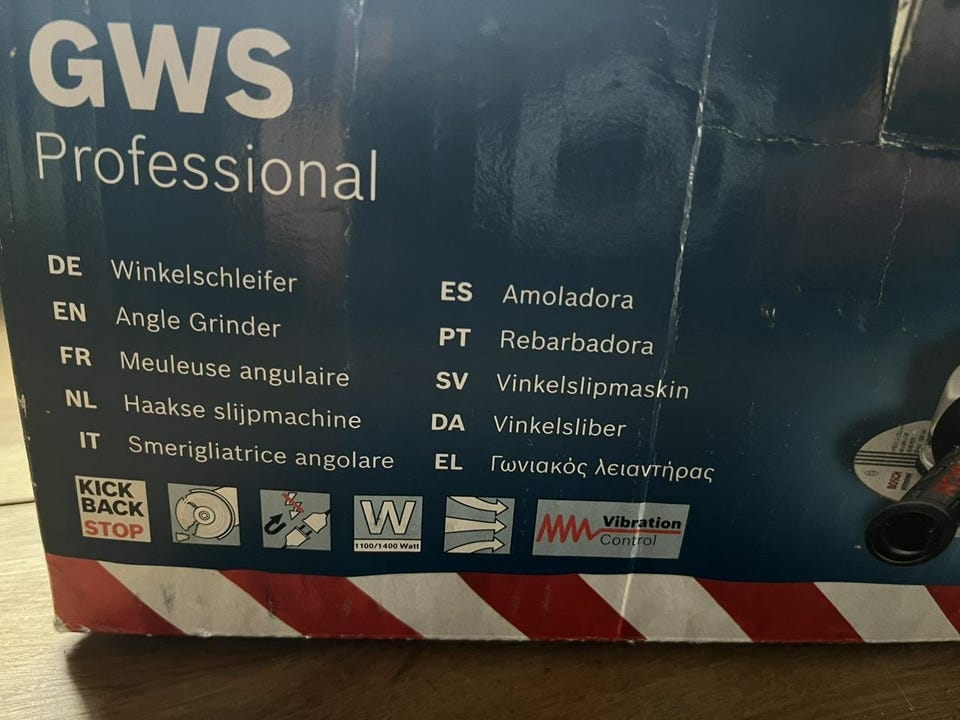 GWS
Professional
DE Winkelschleifer
EN Angle Grinder
FR Meuleuse angulaire
NL Haakse slijpmachine
IT Smerigliatrice angolare
ES Amoladora
PT Rebarbadora
SV Vinkelslipmaskin
DA Vinkelsliber
EL Γωνιακός λειαντήρας
KICK
BACK
STOP
W
1100/1400 Watt
Vibration
Control
BOSCH